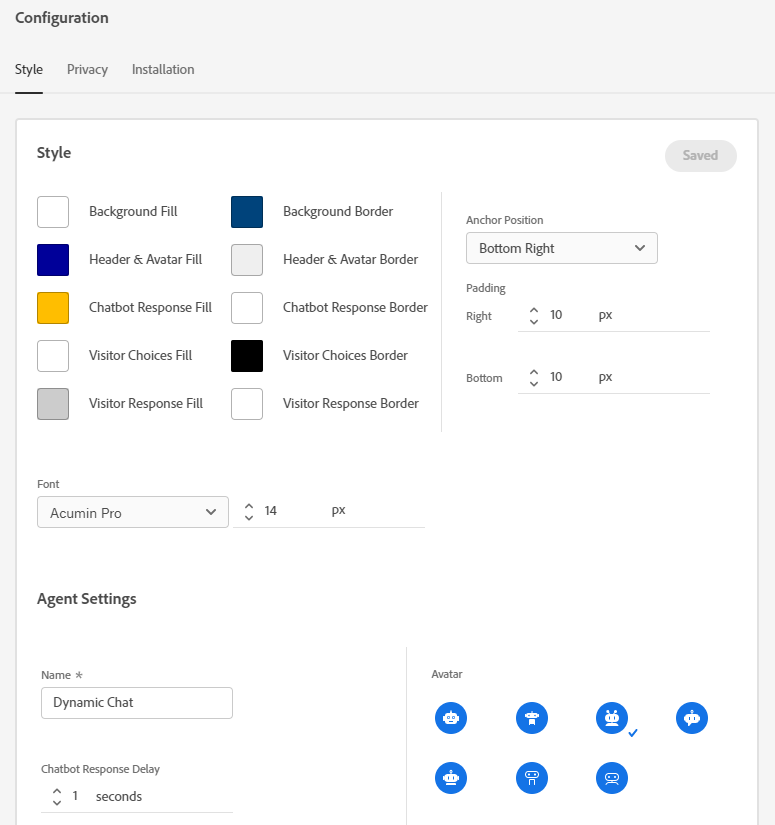 Configuration
Style Privacy Installation
Style
Saved
Background Fill Background Border
Header & Avatar Fill Header & Avatar Border
Chatbot Response Fill Chatbot Response Border
Visitor Choices Fill Visitor Choices Border
Visitor Response Fill Visitor Response Border
Anchor Position
Bottom Right
Padding
Right 10 px
Bottom 10 px
Font
Acumin Pro 14 px
Agent Settings
Name *
Dynamic Chat
Chatbot Response Delay
1 seconds
Avatar